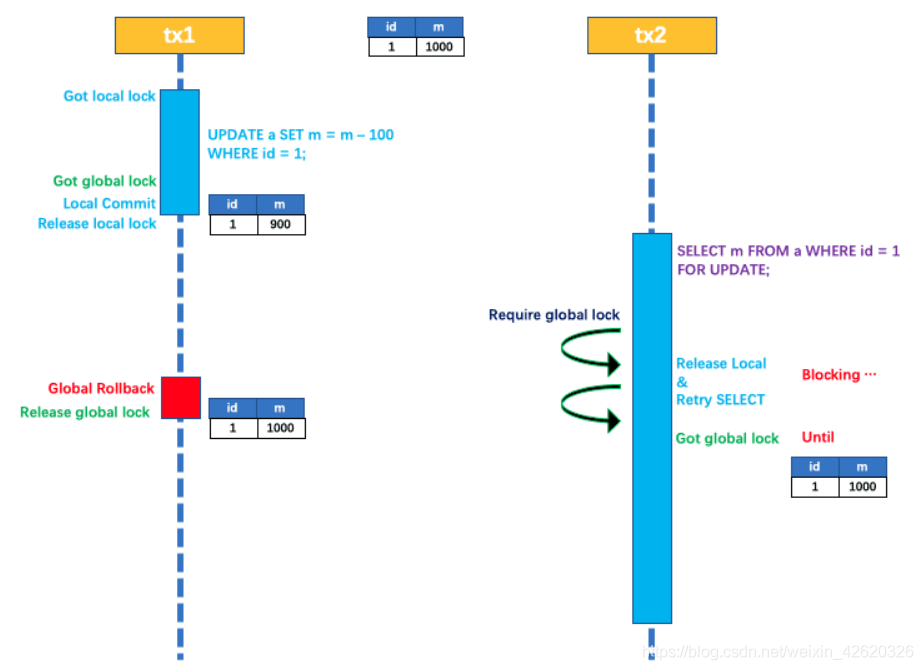 tx1
id m
1 1000
tx2
Got local lock
UPDATE a SET m = m – 100
WHERE id = 1;
Got global lock
Local Commit
Release local lock
id m
1 900
SELECT m FROM a WHERE id = 1
FOR UPDATE;
Require global lock
Release Local
&
Retry SELECT
Blocking ···
Global Rollback
Release global lock
id m
1 1000
Got global lock
Until
id m
1 1000
https://blog.csdn.net/weixin_42620326